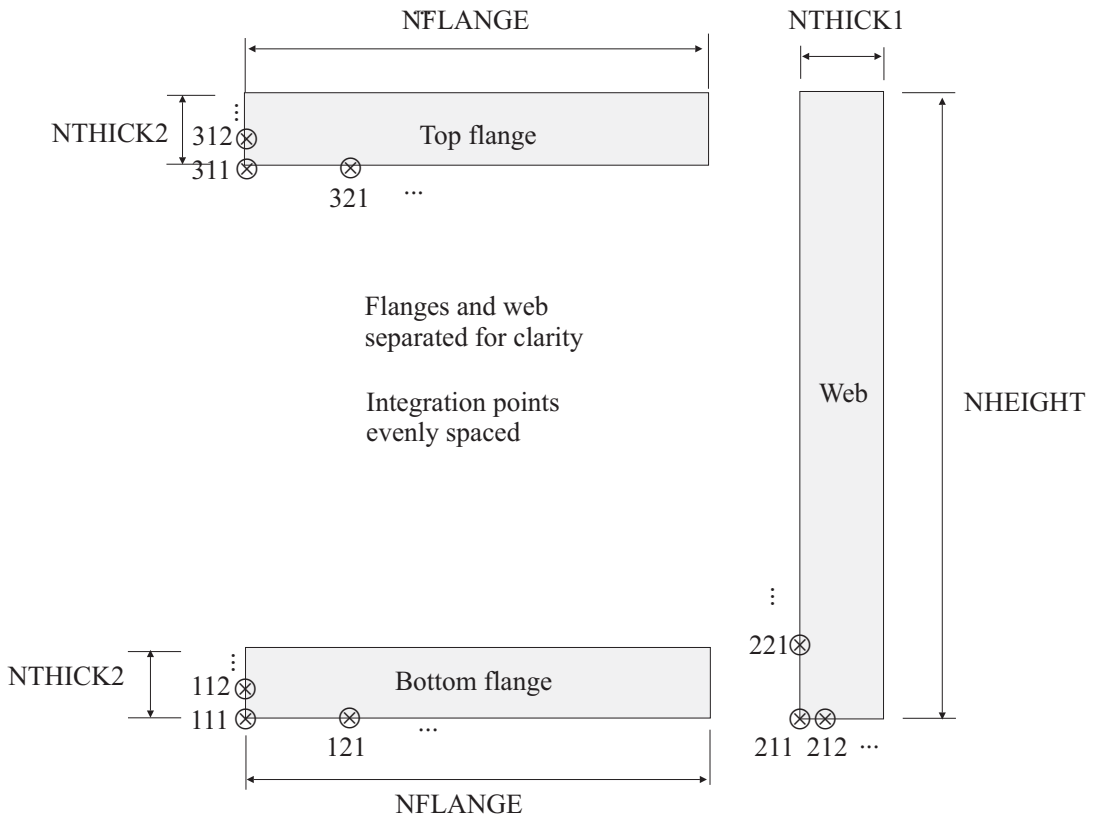 NFLANGE
...
NTHICK1
NTHICK2
...
312
Top flange
311
321
...
Flanges and web
separated for clarity
Integration points
evenly spaced
Web
NHEIGHT
...
221
NTHICK2
...
112
Bottom flange
111
121
...
211
212
...
NFLANGE